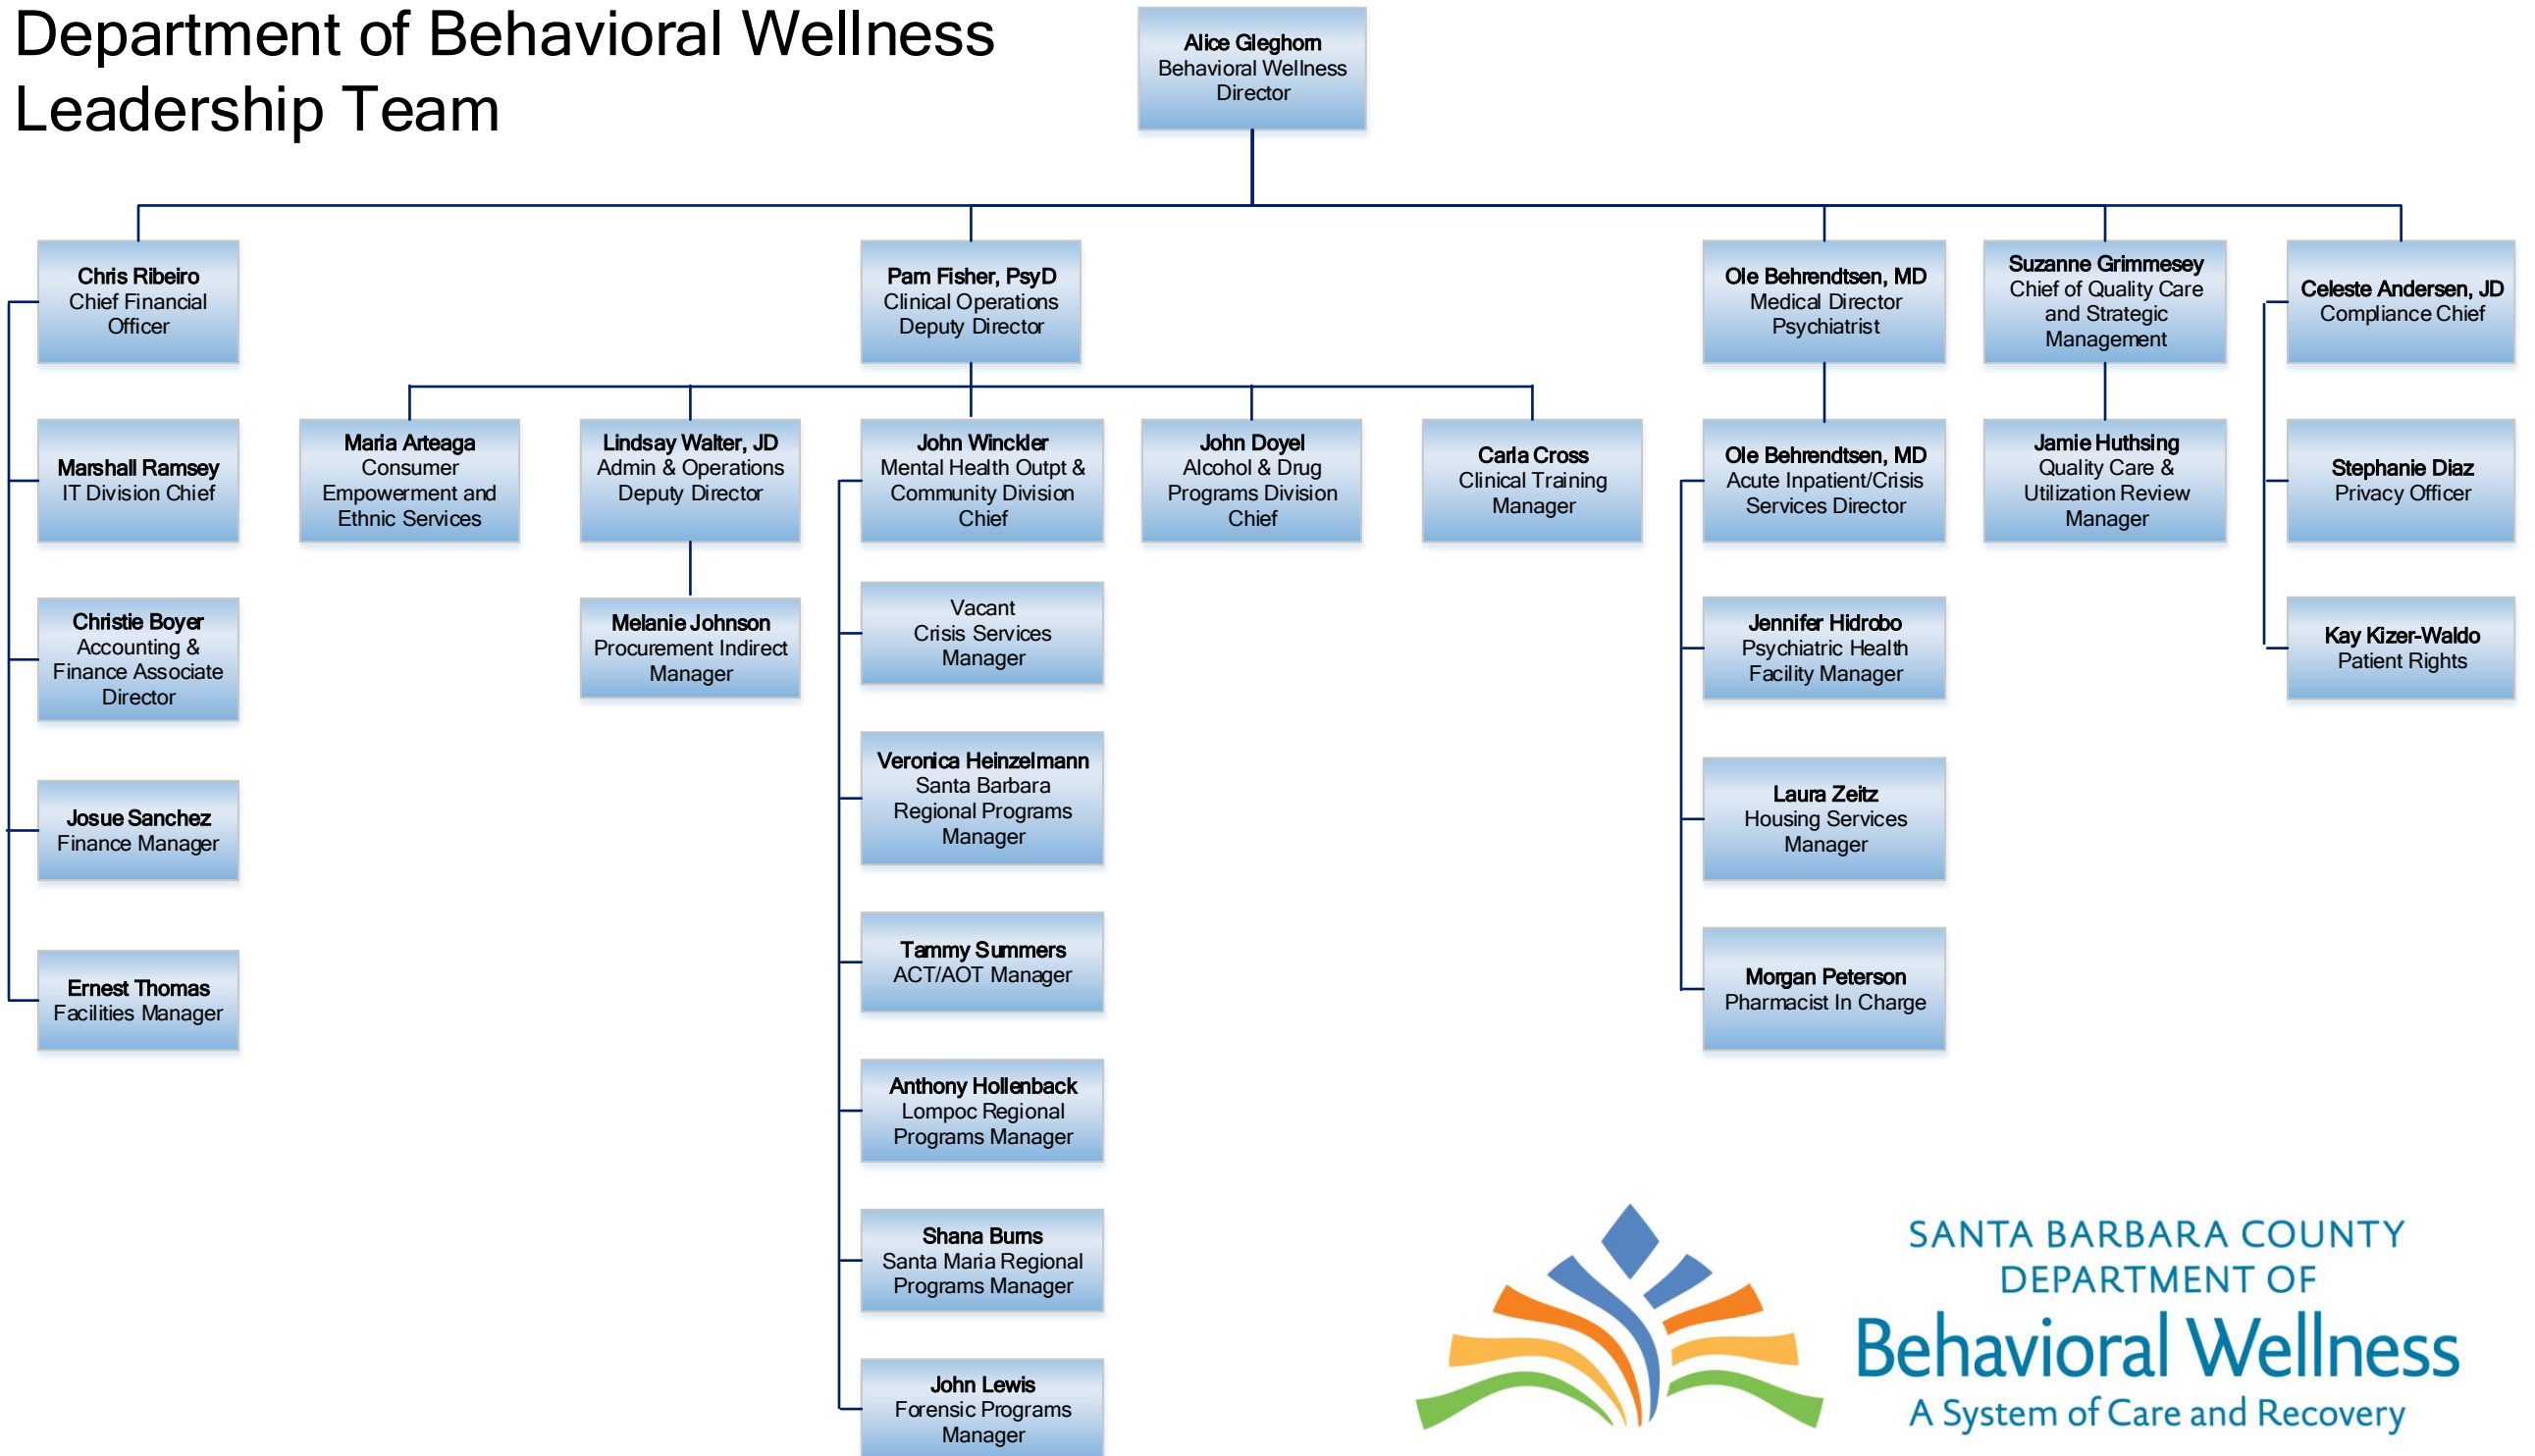 Department of Behavioral Wellness
Leadership Team
Alice Gleghorn
Behavioral Wellness
Director
Chris Ribeiro
Chief Financial
Officer
Pam Fisher, PsyD
Clinical Operations
Deputy Director
Ole Behrendtsen, MD
Medical Director
Psychiatrist
Suzanne Grimmesey
Chief of Quality Care
and Strategic
Management
Celeste Andersen, JD
Compliance Chief
Marshall Ramsey
IT Division Chief
Maria Arteaga
Consumer
Empowerment and
Ethnic Services
Lindsay Walter, JD
Admin & Operations
Deputy Director
John Winckler
Mental Health Outpt &
Community Division
Chief
John Doyel
Alcohol & Drug
Programs Division
Chief
Carla Cross
Clinical Training
Manager
Ole Behrendtsen, MD
Acute Inpatient/Crisis
Services Director
Jamie Huthsing
Quality Care &
Utilization Review
Manager
Stephanie Diaz
Privacy Officer
Christie Boyer
Accounting &
Finance Associate
Director
Melanie Johnson
Procurement Indirect
Manager
Vacant
Crisis Services
Manager
Jennifer Hidrobo
Psychiatric Health
Facility Manager
Kay Kizer-Waldo
Patient Rights
Josue Sanchez
Finance Manager
Veronica Heinzelmann
Santa Barbara
Regional Programs
Manager
Laura Zeitz
Housing Services
Manager
Ernest Thomas
Facilities Manager
Tammy Summers
ACT/AOT Manager
Morgan Peterson
Pharmacist In Charge
Anthony Hollenback
Lompoc Regional
Programs Manager
Shana Burns
Santa Maria Regional
Programs Manager
John Lewis
Forensic Programs
Manager
SANTA BARBARA COUNTY
DEPARTMENT OF
Behavioral Wellness
A System of Care and Recovery